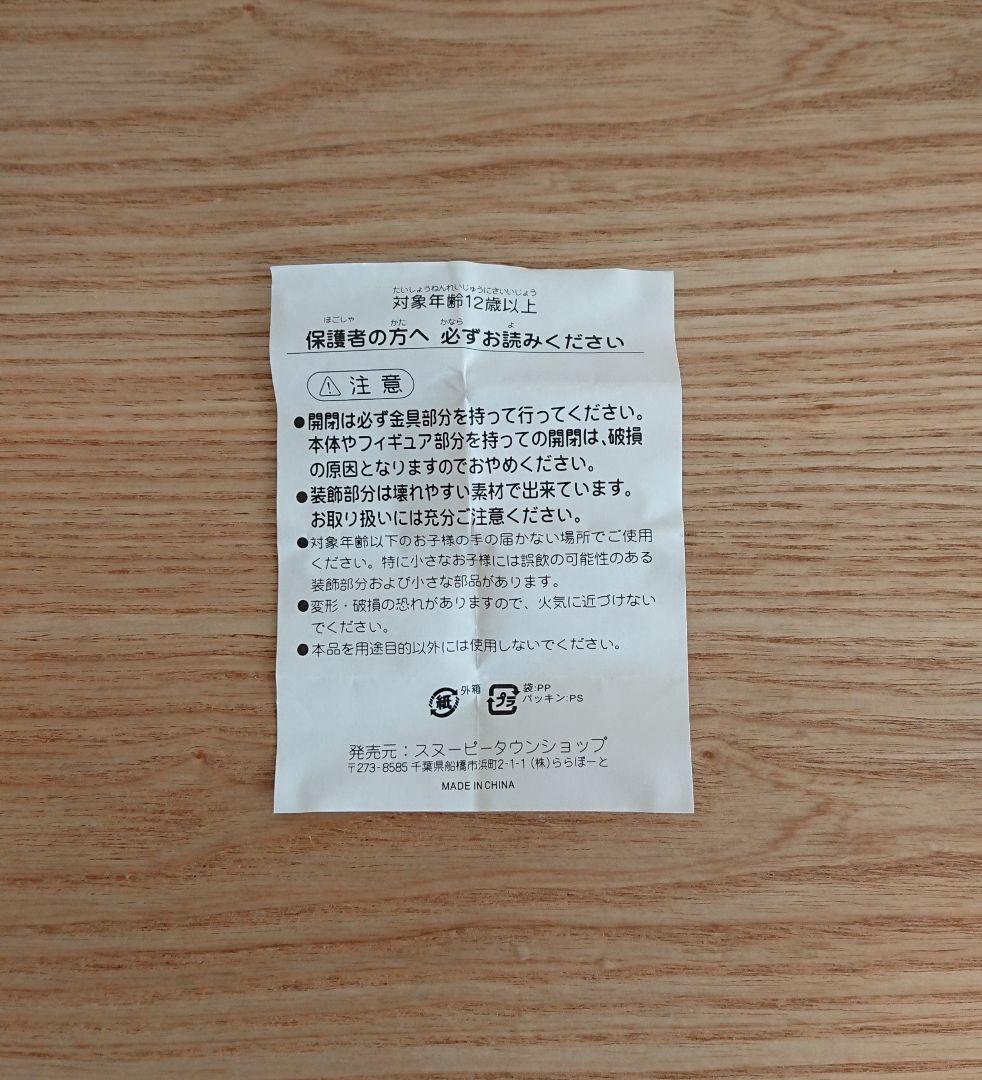 たいしょうねんれいじゅうにさいいじょう
対象年齢12歳以上
ほごしゃ かた かなら よ
保護者の方へ 必ずお読みください
⚠ 注意
●開閉は必ず金具部分を持って行ってください。
本体やフィギュア部分を持っての開閉は、破損
の原因となりますのでおやめください。
●装飾部分は壊れやすい素材で出来ています。
お取り扱いには充分ご注意ください。
●対象年齢以下のお子様の手の届かない場所でご使用
ください。特に小さなお子様には誤飲の可能性のある
装飾部分および小さな部品があります。
●変形・破損の恐れがありますので、火気に近づけない
でください。
●本品を用途目的以外には使用しないでください。
紙 外箱 プラ 袋:PP
パッキン:PS
発売元：スヌーピータウンショップ
〒273-8585 千葉県船橋市浜町2-1-1 (株)ららぽーと
MADE IN CHINA